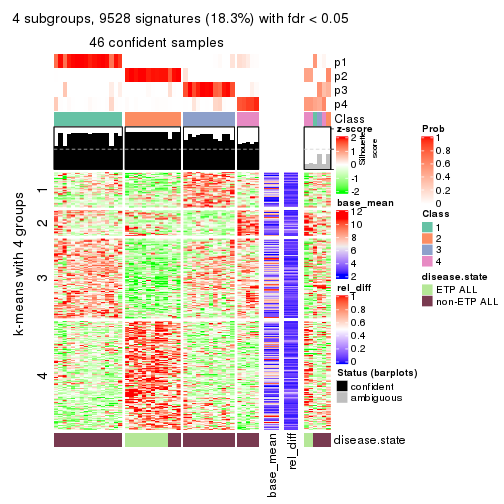 4 subgroups, 9528 signatures (18.3%) with fdr < 0.05
46 confident samples
p1
p2
p3
p4
Class
z-score
2
1
0
-1
-2
Silhouette
score
base_mean
12
10
8
6
4
2
rel_diff
1
0.8
0.6
0.4
0.2
0
Status (barplots)
confident
ambiguous
Prob
1
0.8
0.6
0.4
0.2
0
Class
1
2
3
4
disease.state
ETP ALL
non-ETP ALL
k-means with 4 groups
1
2
3
4
disease.state
base_mean
rel_diff